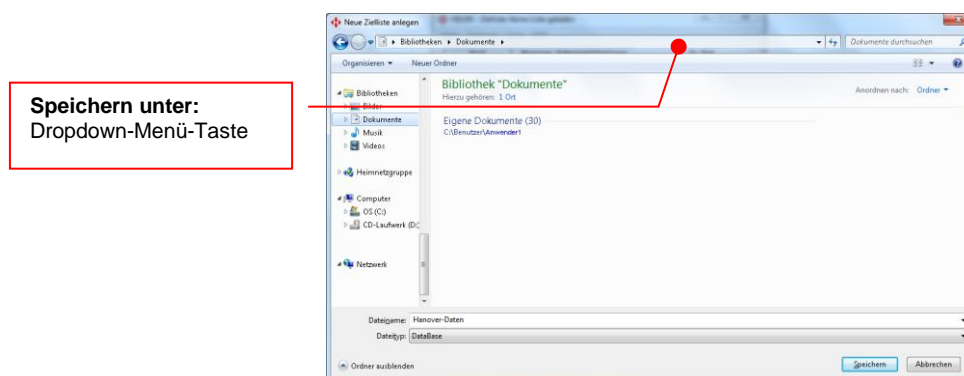 Speichern unter:
Dropdown-Menü-Taste
Neue Zielliste anlegen
Bibliotheken Dokumente
Dokumente durchsuchen
Organisieren Neuer Ordner
Bibliotheken
Bilder
Dokumente
Musik
Videos
Heimnetzgruppe
Computer
OS (C:)
CD-Laufwerk (D:
Netzwerk
Bibliothek "Dokumente"
Hierzu gehören: 1 Ort
Anordnen nach: Ordner
Eigene Dokumente (30)
C:\Benutzer\Anwender1
Dateiname: Hanover-Daten
Dateityp: DataBase
Ordner ausblenden
Speichern Abbrechen